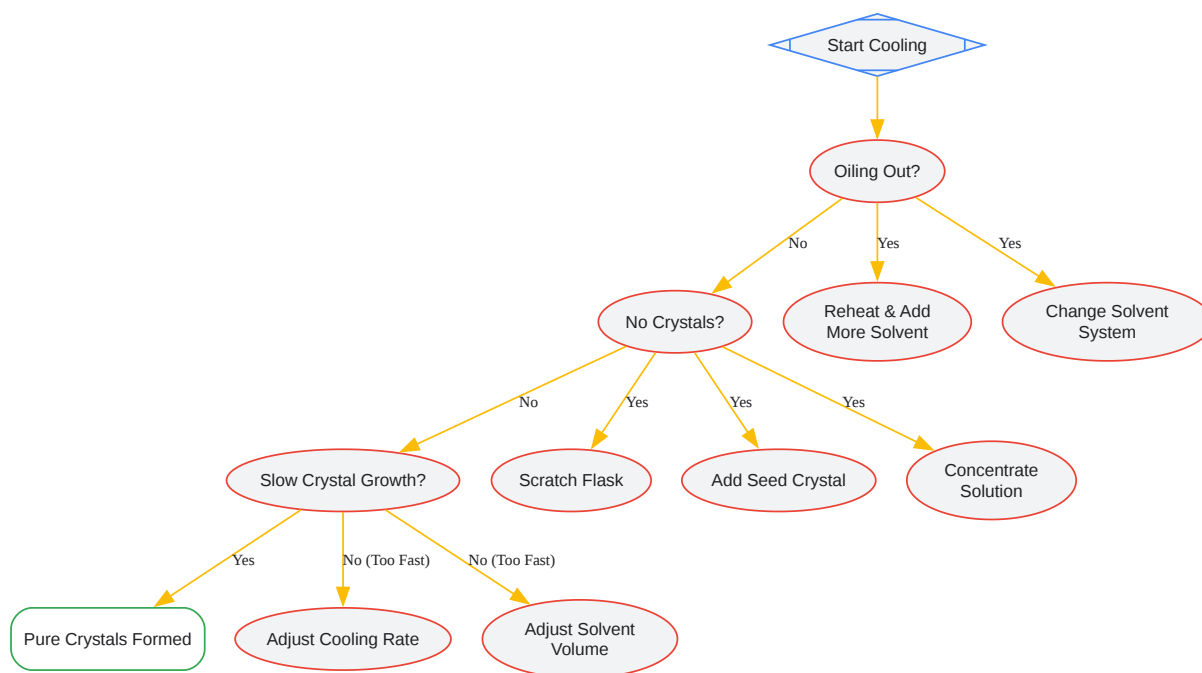 Start Cooling
Oiling Out?
No
Yes
Yes
No Crystals?
Reheat & Add
More Solvent
Change Solvent
System
No
Yes
Yes
Yes
Slow Crystal Growth?
Scratch Flask
Add Seed Crystal
Concentrate
Solution
Yes
No (Too Fast)
No (Too Fast)
Pure Crystals Formed
Adjust Cooling Rate
Adjust Solvent
Volume